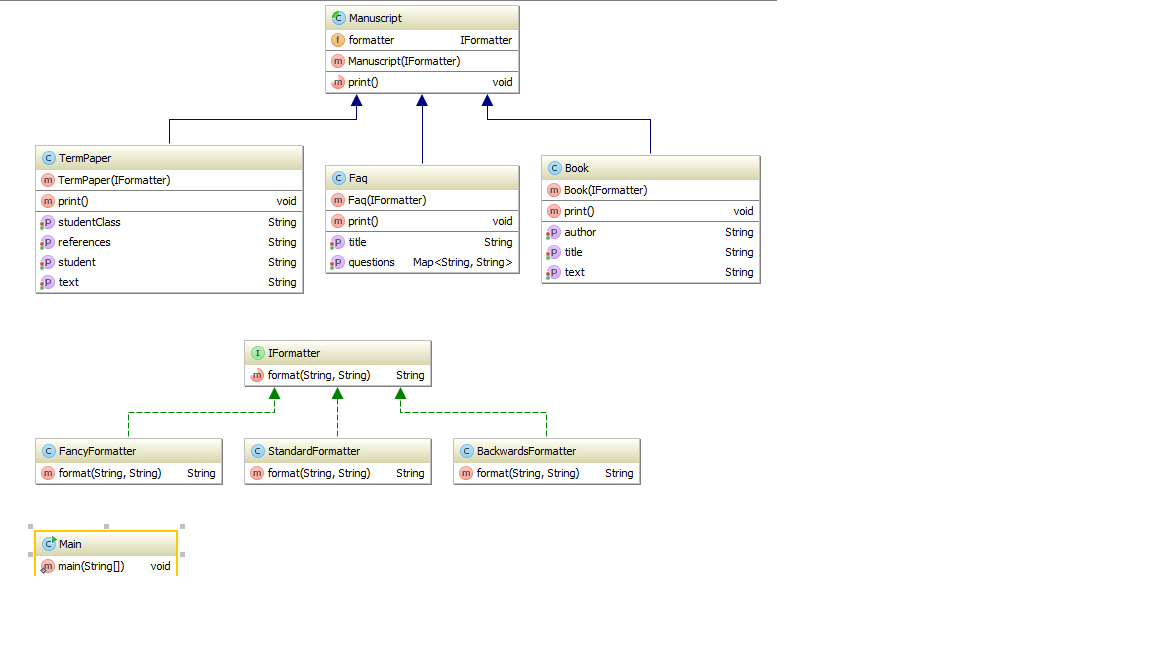 Manuscript
f formatter IFormatter
m Manuscript(IFormatter)
m print() void
C TermPaper
m TermPaper(IFormatter)
m print() void
P studentClass String
P references String
P student String
P text String
C Faq
m Faq(IFormatter)
m print() void
P title String
P questions Map<String, String>
C Book
m Book(IFormatter)
m print() void
P author String
P title String
P text String
I IFormatter
m format(String, String) String
C FancyFormatter
m format(String, String) String
C StandardFormatter
m format(String, String) String
C BackwardsFormatter
m format(String, String) String
C Main
m main(String[]) void